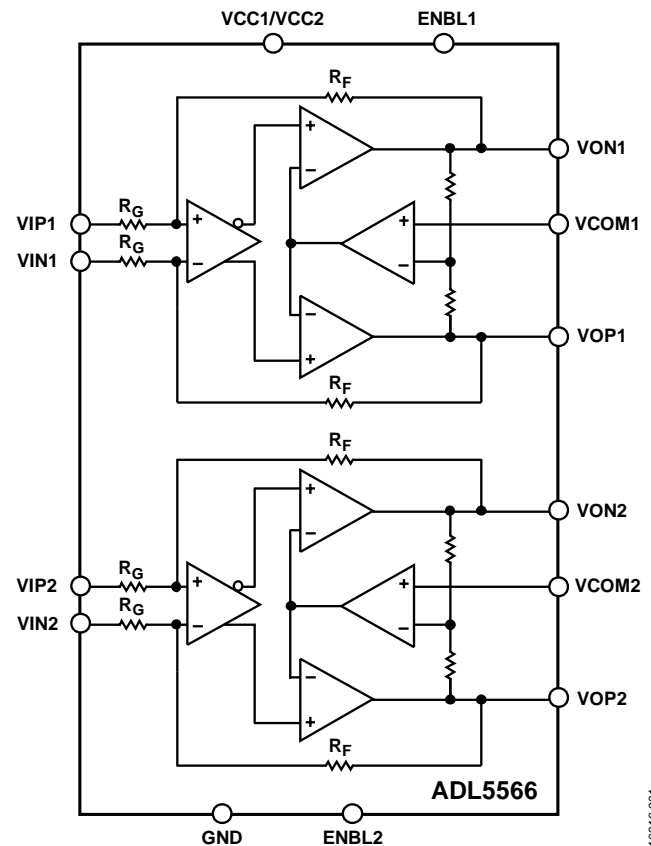 VCC1/VCC2 ENBL1
RF
+
−
VON1
VIP1 RG + + VCOM1
VIN1 RG − −
−
+
VOP1
RF
RF
+
−
VON2
VIP2 RG + + VCOM2
VIN2 RG − −
−
+
VOP2
RF
ADL5566
GND ENBL2